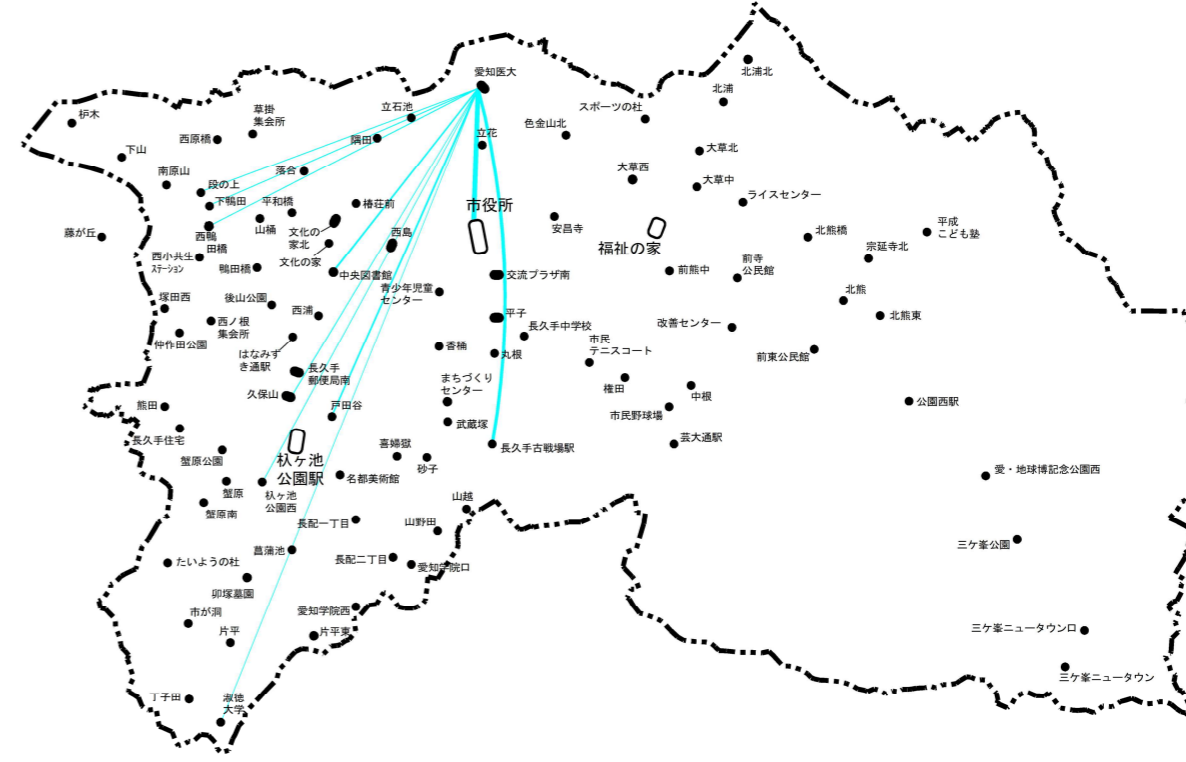 愛知医大
北浦北
枦木
草掛
集会所
立石池
スポーツの杜
北浦
西原橋
隅田
立花
色金山北
下山
大草北
南原山
段の上
落合
大草西
大草中
下鴨田
平和橋
椿荘前
市役所
ライスセンター
藤が丘
西鴨
田橋
山桶
文化の
家北
西島
安昌寺
福祉の家
北熊橋
平成
こども塾
西小共生
ステーション
鴨田橋
文化の家
中央図書館
交流プラザ南
前熊中
前寺
公民館
宗延寺北
青少年児童
センター
塚田西
後山公園
西浦
平子
北熊
西ノ根
集会所
長久手中学校
改善センター
北熊東
仲作田公園
はなみず
き通駅
香桶
丸根
市民
テニスコート
前東公民館
長久手
郵便局南
まちづくり
センター
権田
中根
久保山
熊田
戸田谷
武蔵塚
市民野球場
公園西駅
長久手住宅
喜婦嶽
長久手古戦場駅
芸大通駅
蟹原公園
杁ヶ池
公園駅
砂子
名都美術館
愛・地球博記念公園西
蟹原
杁ヶ池
公園西
山越
蟹原南
長配一丁目
山野田
三ケ峯公園
菖蒲池
たいようの杜
長配二丁目
愛知学院口
卯塚墓園
市が洞
愛知学院西
片平
片平東
三ケ峯ニュータウン口
三ケ峯ニュータウン
丁子田
淑徳
大学